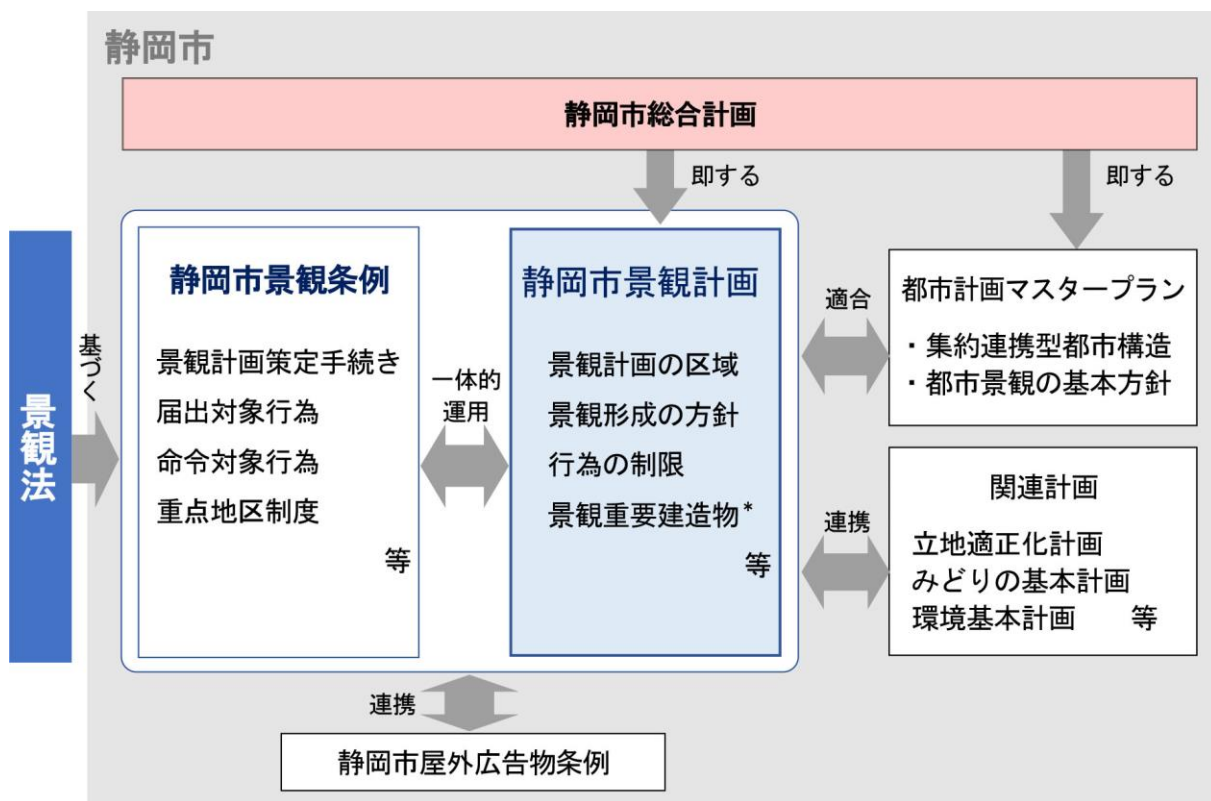 静岡市
静岡市総合計画
即する
即する
景観法
基づく
静岡市景観条例
景観計画策定手続き
届出対象行為
命令対象行為
重点地区制度
等
一体的
運用
静岡市景観計画
景観計画の区域
景観形成の方針
行為の制限
景観重要建造物*
等
適合
都市計画マスタープラン
・集約連携型都市構造
・都市景観の基本方針
連携
関連計画
立地適正化計画
みどりの基本計画
環境基本計画 等
連携
静岡市屋外広告物条例